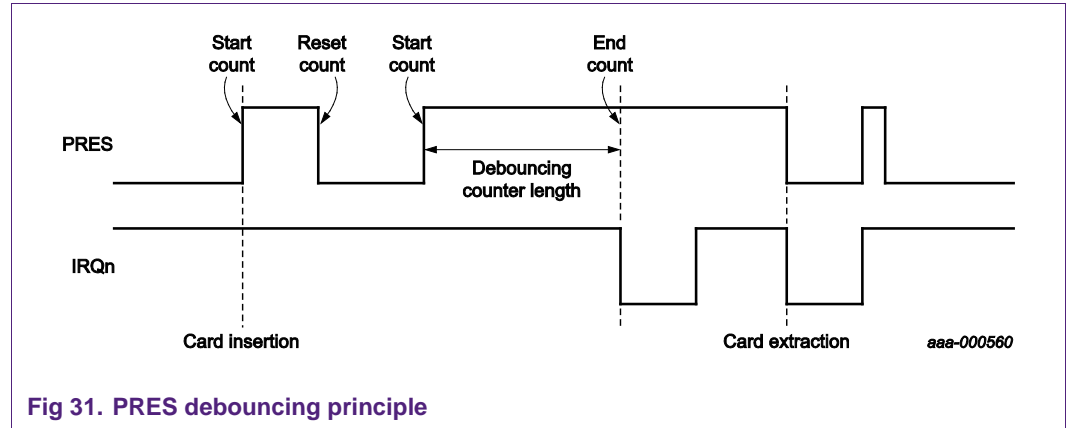 Start
count
Reset
count
Start
count
End
count
PRES
Debouncing
counter length
IRQn
Card insertion
Card extraction
aaa-000560
Fig 31. PRES debouncing principle